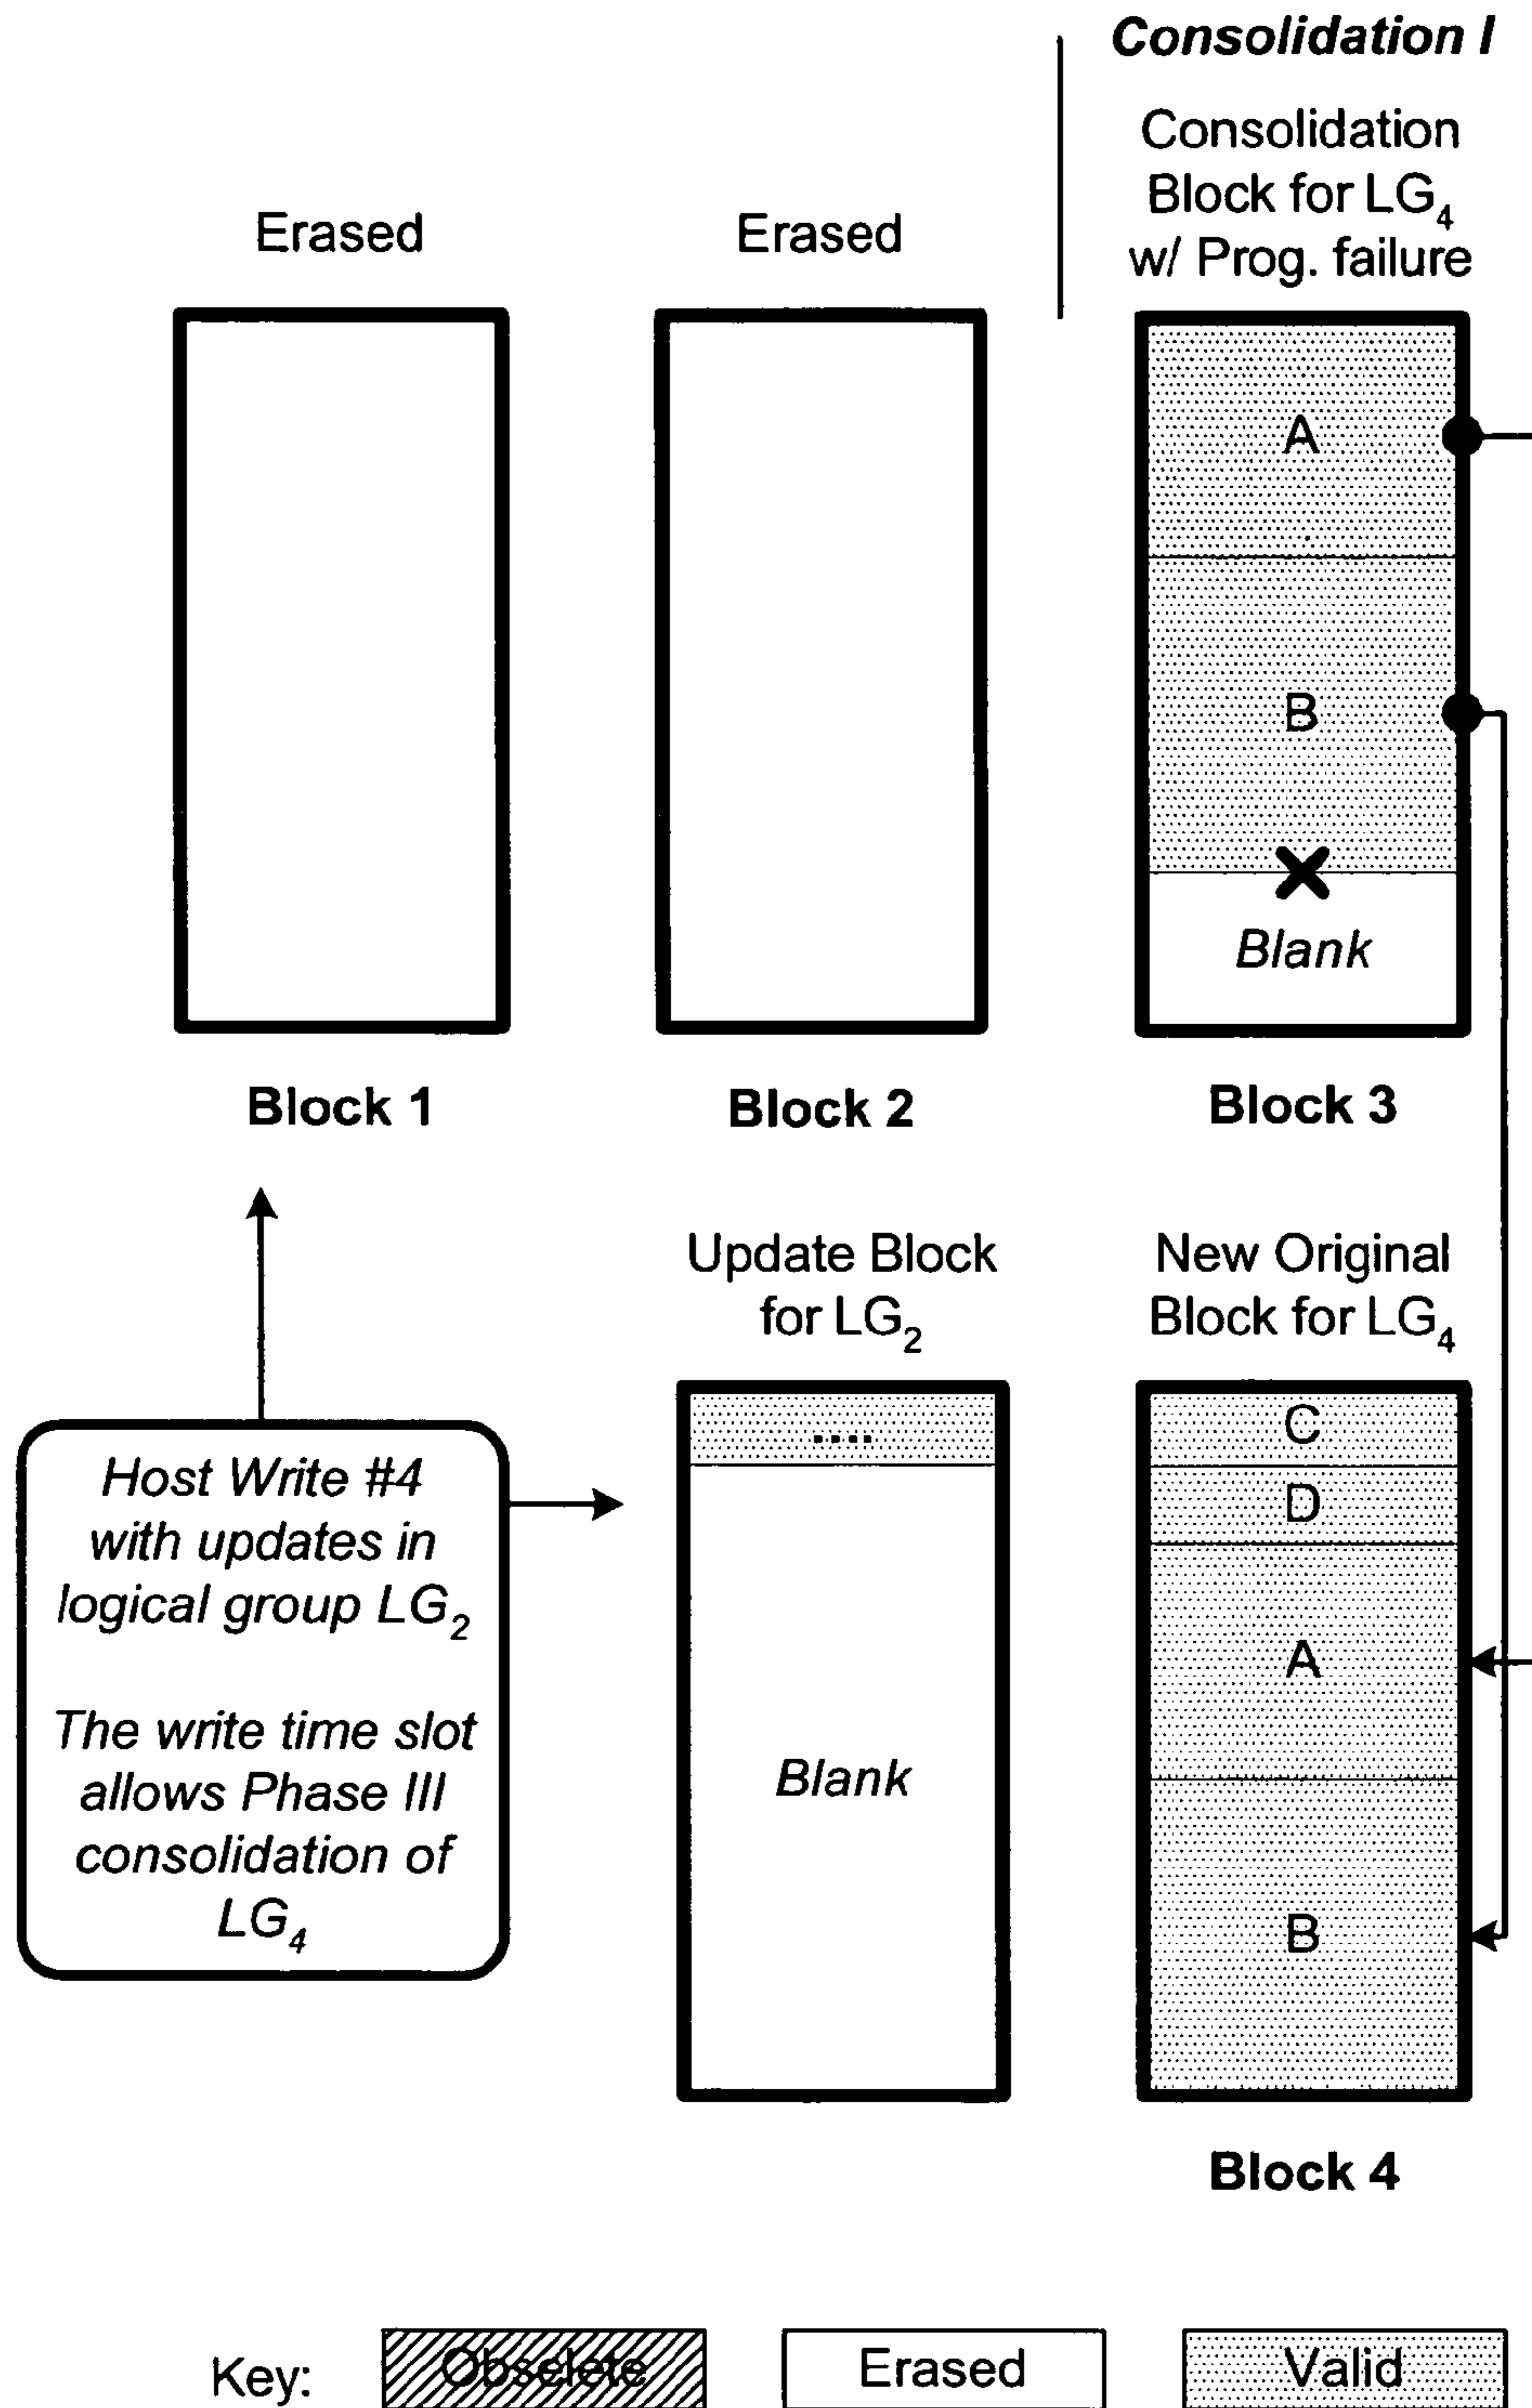 Consolidation I
Consolidation
Block for LG₄
w/ Prog. failure
Erased
Erased
A
B
Blank
Block 1
Block 2
Block 3
Update Block
for LG₂
New Original
Block for LG₄
Host Write #4
with updates in
logical group LG₂
The write time slot
allows Phase III
consolidation of
LG₄
....
Blank
C
D
A
B
Block 4
Key:
Obselete
Erased
Valid